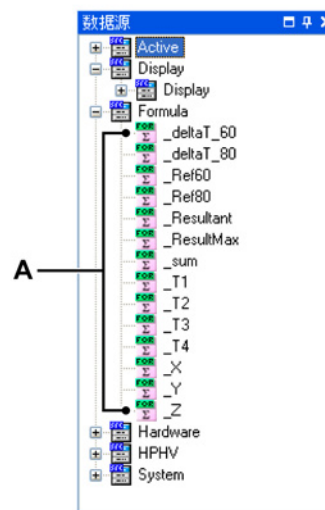 数据源
Active
Display
Display
Formula
_deltaT_60
_deltaT_80
_Ref60
_Ref80
_Resultant
_ResultMax
_sum
_T1
_T2
_T3
_T4
_X
_Y
_Z
A
Hardware
HPHV
System